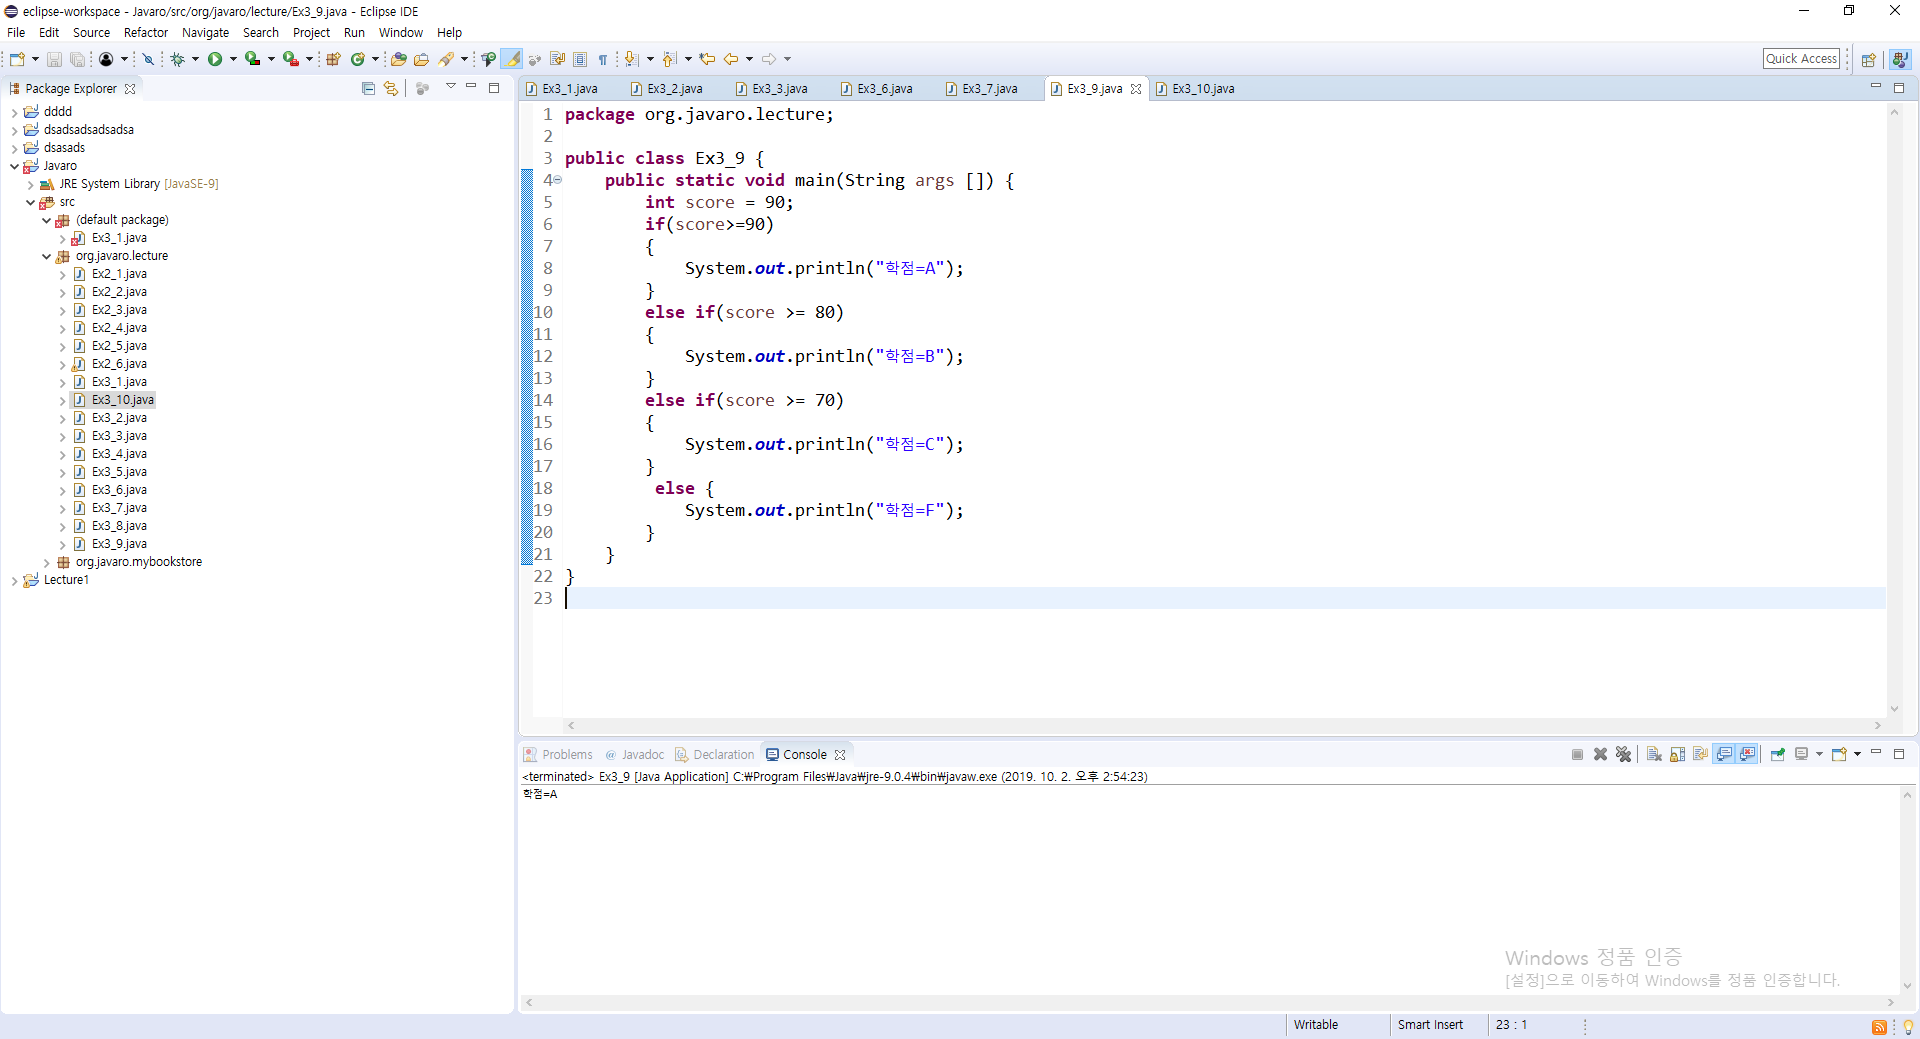 eclipse-workspace - Javaro/src/org/javaro/lecture/Ex3_9.java - Eclipse IDE
File Edit Source Refactor Navigate Search Project Run Window Help
Quick Access
Package Explorer
dddd
dsadsadsadsadsa
dsasads
Javaro
JRE System Library [JavaSE-9]
src
(default package)
Ex3_1.java
org.javaro.lecture
Ex2_1.java
Ex2_2.java
Ex2_3.java
Ex2_4.java
Ex2_5.java
Ex2_6.java
Ex3_1.java
Ex3_10.java
Ex3_2.java
Ex3_3.java
Ex3_4.java
Ex3_5.java
Ex3_6.java
Ex3_7.java
Ex3_8.java
Ex3_9.java
org.javaro.mybookstore
Lecture1
Ex3_1.java Ex3_2.java Ex3_3.java Ex3_6.java Ex3_7.java Ex3_9.java Ex3_10.java
1 package org.javaro.lecture;
2
3 public class Ex3_9 {
4 public static void main(String args []) {
5 int score = 90;
6 if(score>=90)
7 {
8 System.out.println("학점=A");
9 }
10 else if(score >= 80)
11 {
12 System.out.println("학점=B");
13 }
14 else if(score >= 70)
15 {
16 System.out.println("학점=C");
17 }
18 else {
19 System.out.println("학점=F");
20 }
21 }
22 }
23
Problems @ Javadoc Declaration Console
<terminated> Ex3_9 [Java Application] C:₩Program Files₩Java₩jre-9.0.4₩bin₩javaw.exe (2019. 10. 2. 오후 2:54:23)
학점=A
Windows 정품 인증
[설정]으로 이동하여 Windows를 정품 인증합니다.
Writable Smart Insert 23 : 1